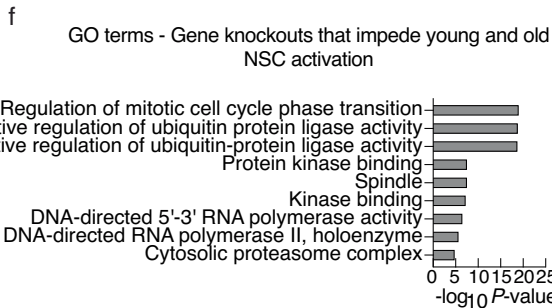 f
GO terms - Gene knockouts that impede young and old
NSC activation
Regulation of mitotic cell cycle phase transition
tive regulation of ubiquitin protein ligase activity
tive regulation of ubiquitin-protein ligase activity
Protein kinase binding
Spindle
Kinase binding
DNA-directed 5'-3' RNA polymerase activity
DNA-directed RNA polymerase II, holoenzyme
Cytosolic proteasome complex
0 5 10 15 20 25
-log10 P-value